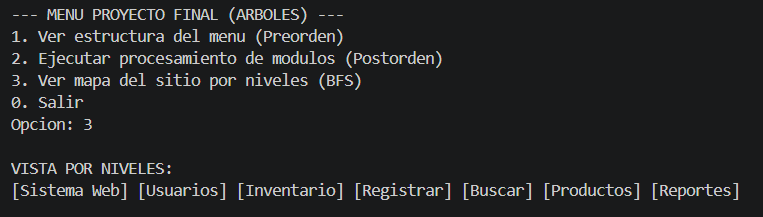 --- MENU PROYECTO FINAL (ARBOLES) ---
1. Ver estructura del menu (Preorden)
2. Ejecutar procesamiento de modulos (Postorden)
3. Ver mapa del sitio por niveles (BFS)
0. Salir
Opcion: 3
VISTA POR NIVELES:
[Sistema Web] [Usuarios] [Inventario] [Registrar] [Buscar] [Productos] [Reportes]